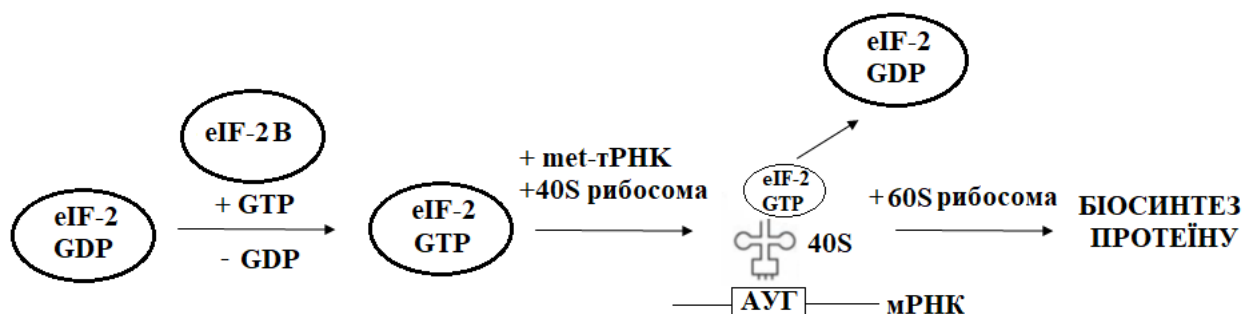 eIF-2
GDP
eIF-2 B
+ GTP
- GDP
eIF-2
GTP
+ met-тРНК
+40S рибосома
eIF-2
GDP
eIF-2
GTP
40S
АУГ
мРНК
+ 60S рибосома
БІОСИНТЕЗ
ПРОТЕЇНУ